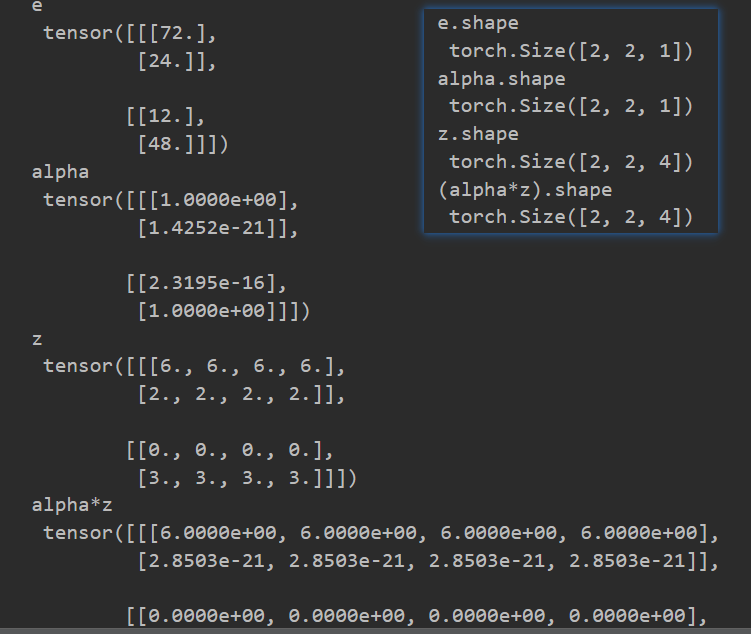 e
tensor([[[72.],
[24.]],
[[12.],
[48.]]])
alpha
tensor([[[1.0000e+00],
[1.4252e-21]],
[[2.3195e-16],
[1.0000e+00]]])
z
tensor([[[6., 6., 6., 6.],
[2., 2., 2., 2.]],
[[0., 0., 0., 0.],
[3., 3., 3., 3.]]])
alpha*z
tensor([[[6.0000e+00, 6.0000e+00, 6.0000e+00, 6.0000e+00],
[2.8503e-21, 2.8503e-21, 2.8503e-21, 2.8503e-21]],
[[0.0000e+00, 0.0000e+00, 0.0000e+00, 0.0000e+00],
e.shape
torch.Size([2, 2, 1])
alpha.shape
torch.Size([2, 2, 1])
z.shape
torch.Size([2, 2, 4])
(alpha*z).shape
torch.Size([2, 2, 4])